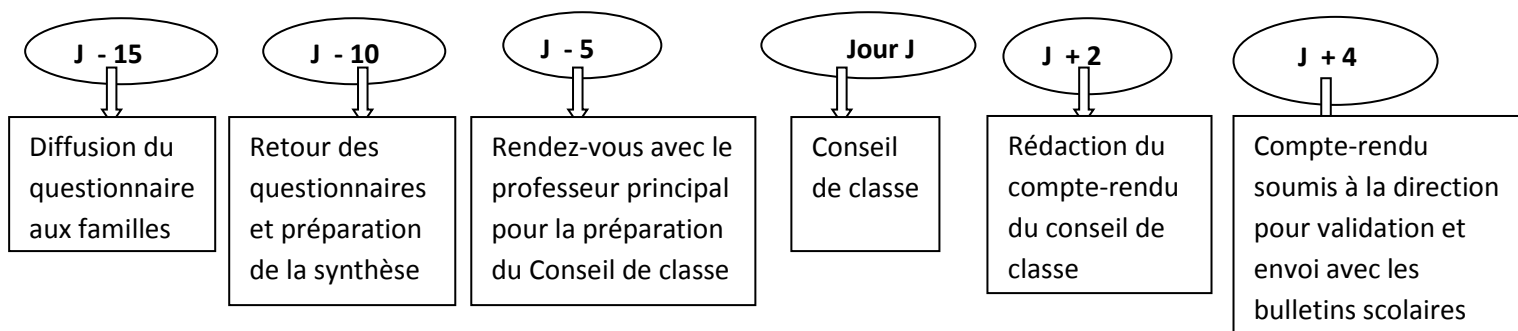 J - 15
Diffusion du
questionnaire
aux familles
J - 10
Retour des
questionnaires
et préparation
de la synthèse
J - 5
Rendez-vous avec le
professeur principal
pour la préparation
du Conseil de classe
Jour J
Conseil
de classe
J + 2
Rédaction du
compte-rendu
du conseil de
classe
J + 4
Compte-rendu
soumis à la direction
pour validation et
envoi avec les
bulletins scolaires